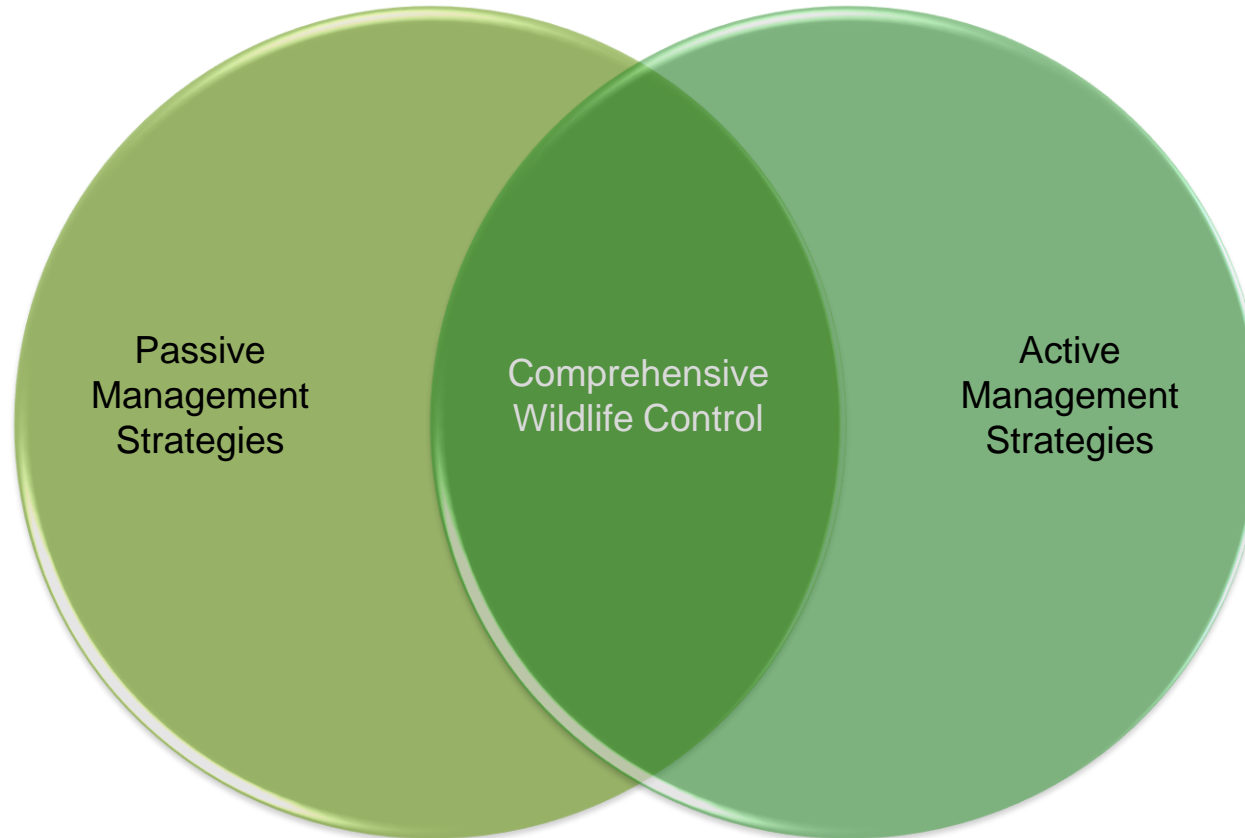 Passive
Management
Strategies
Comprehensive
Wildlife Control
Active
Management
Strategies